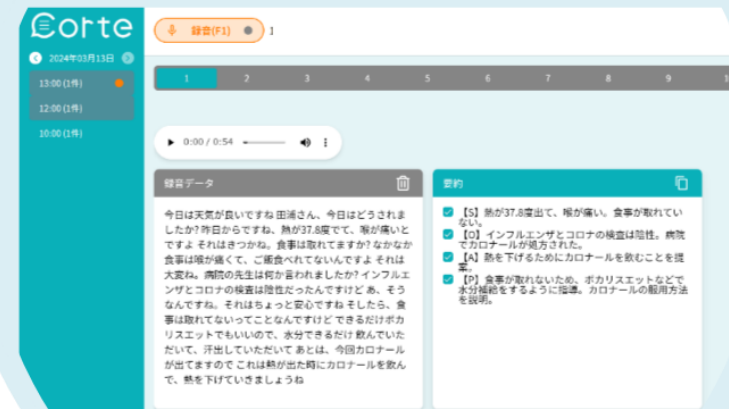 Corte
録音(F1)
1
2024年03月13日
13:00 (1件)
12:00 (1件)
10:00 (1件)
1 2 3 4 5 6 7 8 9
0:00 / 0:54
録音データ
今日は天気が良いですね 田浦さん、今日はどうされま
したか? 昨日からですね、熱が37.8度でて、喉が痛いと
ですよ それはきつかね。食事は取れてますか? なかなか
食事は喉が痛くて、ご飯食べれてないんですよ それは
大変ね。病院の先生は何か言われましたか? インフルエ
ンザとコロナの検査は陰性だったんですけど あ、そう
なんですね。それはちょっと安心ですね そしたら、食
事は取れてないってことなんですけど できるだけポカ
リスエットでもいいので、水分できるだけ 飲んでいた
だいて、汗出していただいて あとは、今回カロナール
が出てますので これは熱が出た時にカロナールを飲ん
で、熱を下げていきましょうね
要約
【S】熱が37.8度出て、喉が痛い。食事が取れてい
ない。
【O】インフルエンザとコロナの検査は陰性。病院
でカロナールが処方された。
【A】熱を下げるためにカロナールを飲むことを提
案。
【P】食事が取れないため、ポカリスエットなどで
水分補給をするように指導。カロナールの服用方法
を説明。